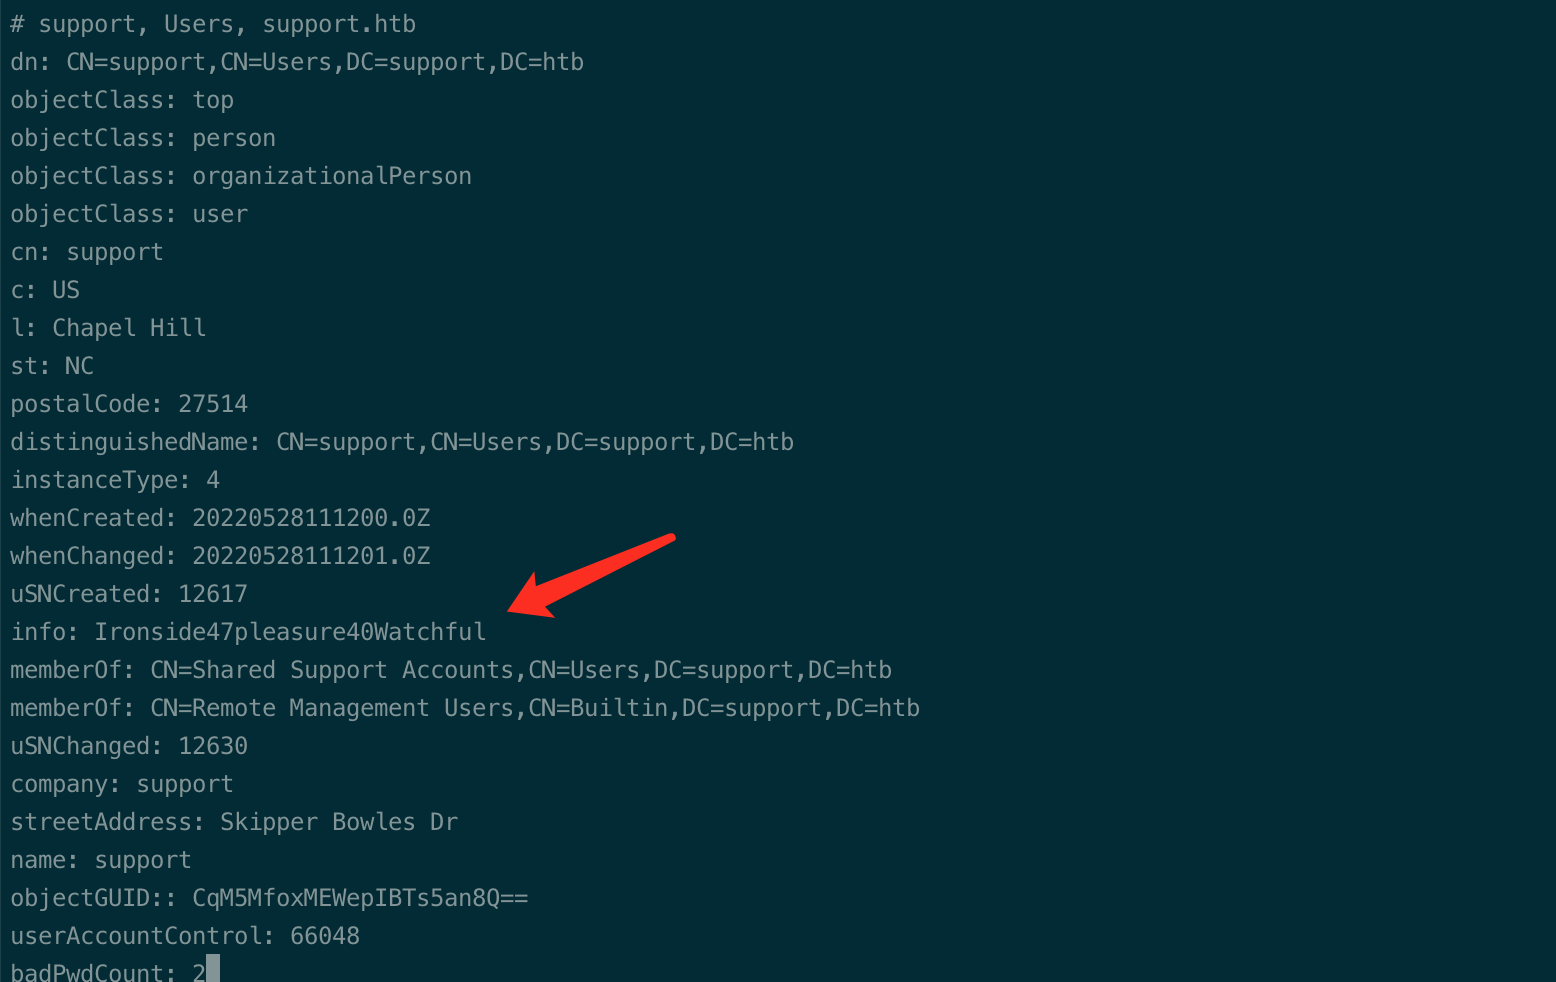 # support, Users, support.htb
dn: CN=support,CN=Users,DC=support,DC=htb
objectClass: top
objectClass: person
objectClass: organizationalPerson
objectClass: user
cn: support
c: US
l: Chapel Hill
st: NC
postalCode: 27514
distinguishedName: CN=support,CN=Users,DC=support,DC=htb
instanceType: 4
whenCreated: 20220528111200.0Z
whenChanged: 20220528111201.0Z
uSNCreated: 12617
info: Ironside47pleasure40Watchful
memberOf: CN=Shared Support Accounts,CN=Users,DC=support,DC=htb
memberOf: CN=Remote Management Users,CN=Builtin,DC=support,DC=htb
uSNChanged: 12630
company: support
streetAddress: Skipper Bowles Dr
name: support
objectGUID:: CqM5MfoxMEWepIBTs5an8Q==
userAccountControl: 66048
badPwdCount: 2